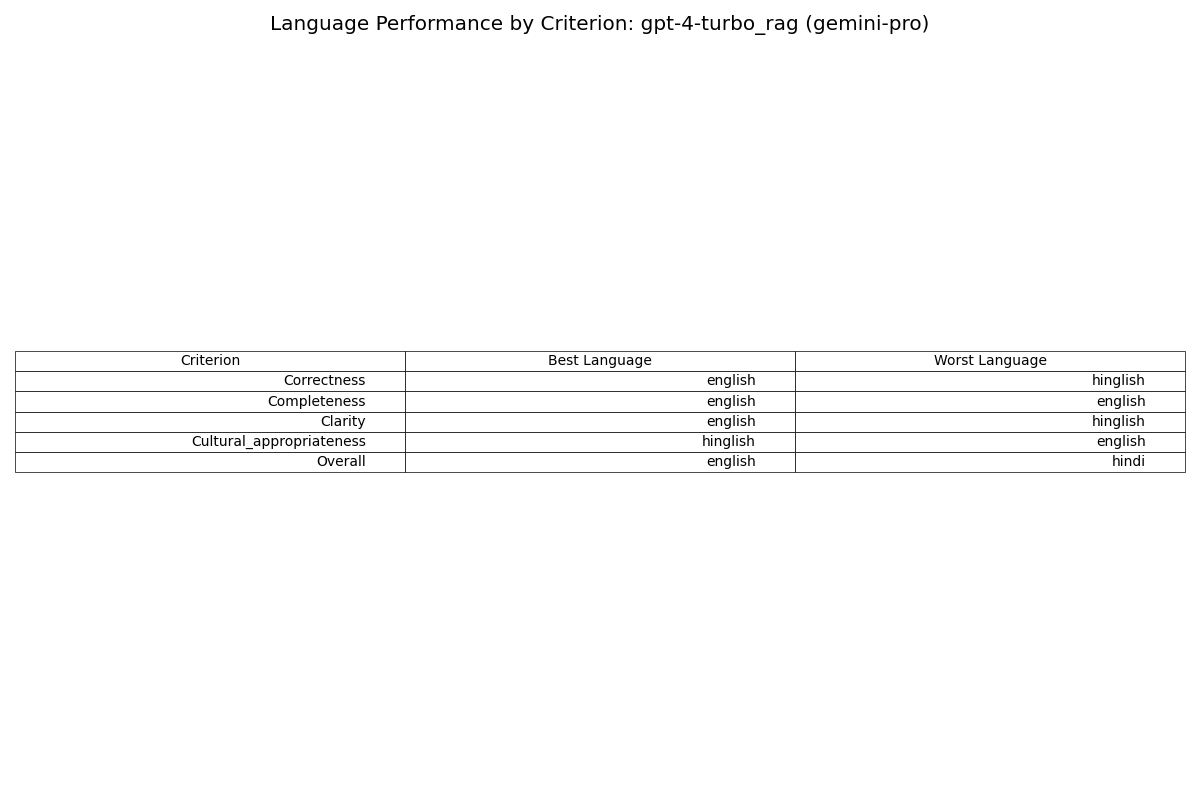 Language Performance by Criterion: gpt-4-turbo_rag (gemini-pro)
Criterion Best Language Worst Language
Correctness english hinglish
Completeness english english
Clarity english hinglish
Cultural_appropriateness hinglish english
Overall english hindi